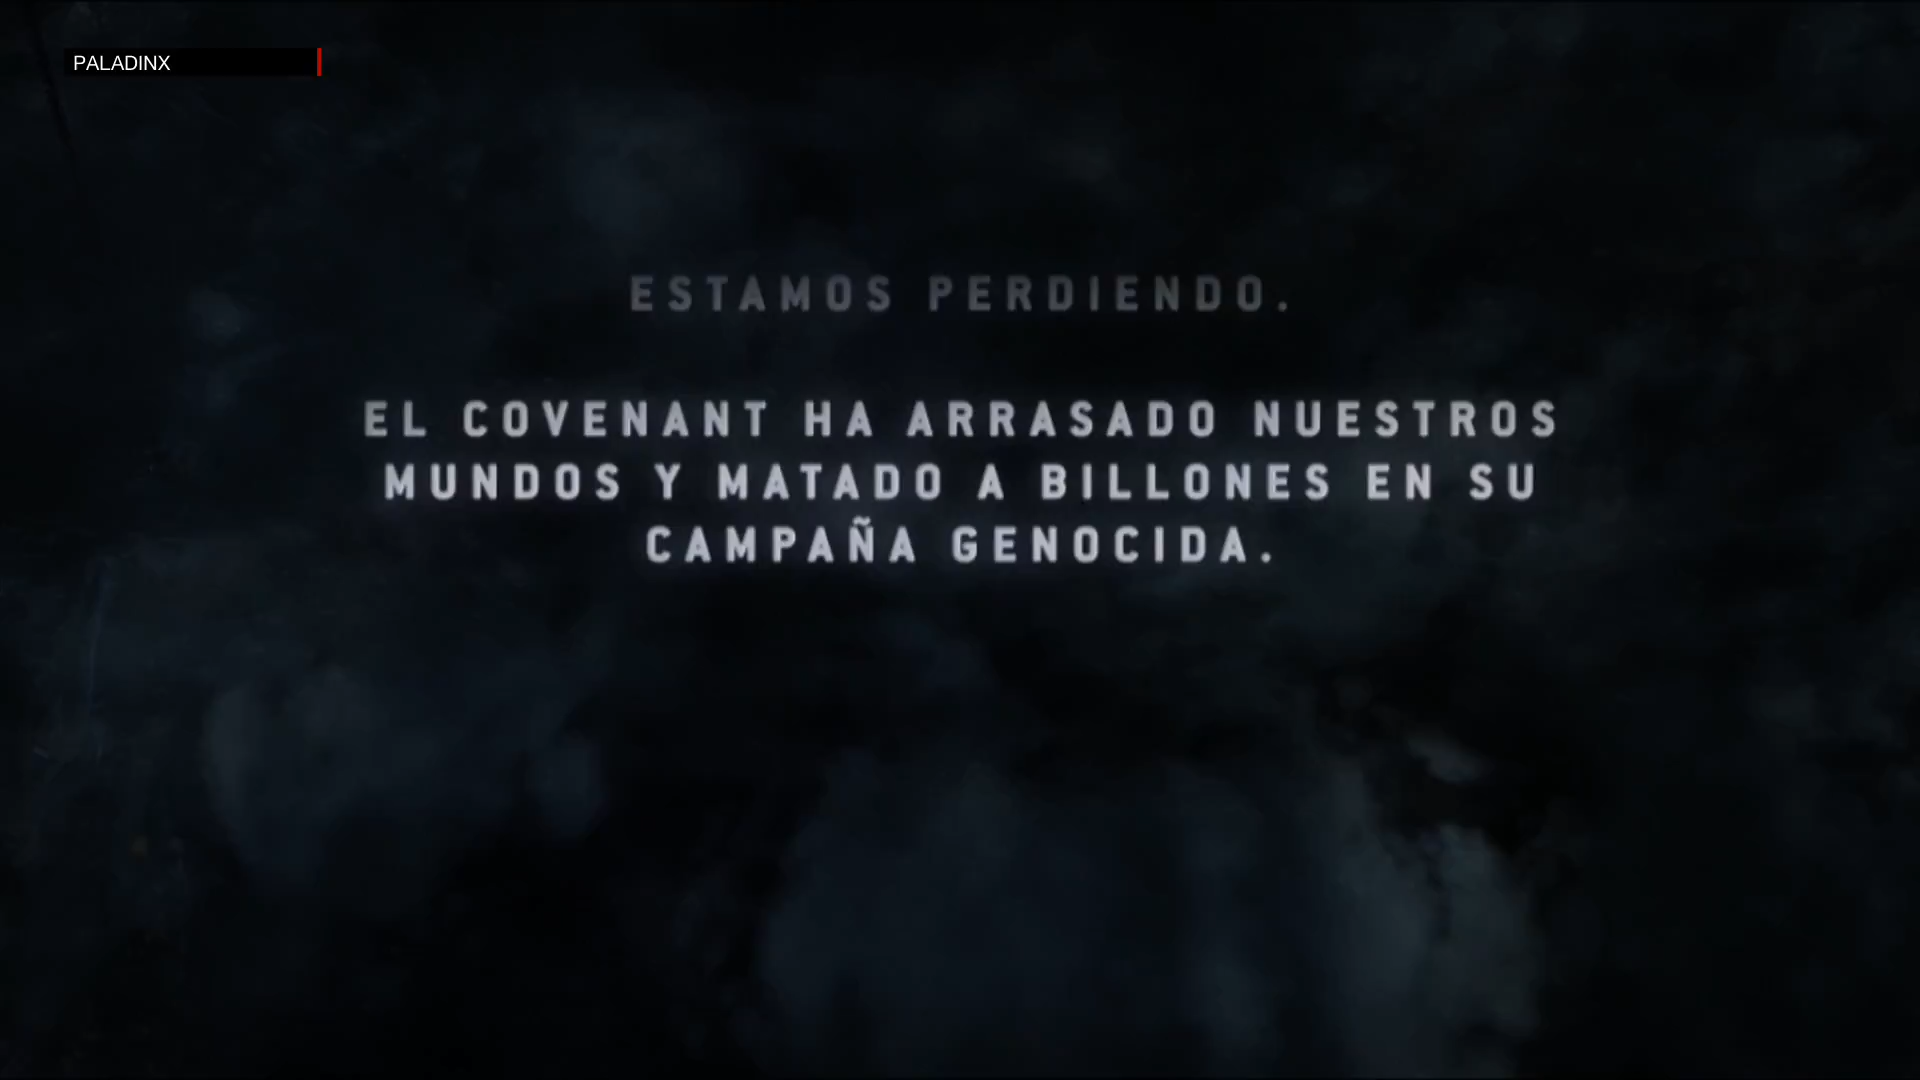 PALADINX
ESTAMOS PERDIENDO.
EL COVENANT HA ARRASADO NUESTROS
MUNDOS Y MATADO A BILLONES EN SU
CAMPAÑA GENOCIDA.